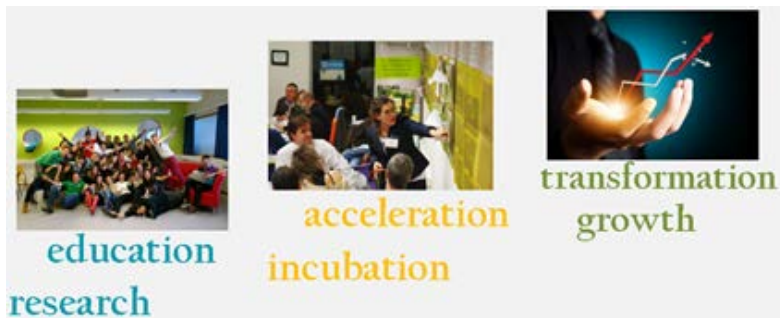 education
research
acceleration
incubation
transformation
growth